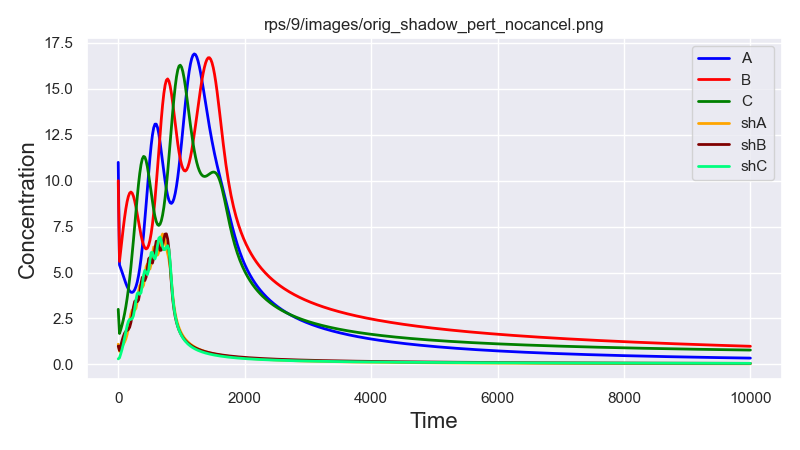 rps/9/images/orig_shadow_pert_nocancel.png
17.5
15.0
12.5
10.0
7.5
5.0
2.5
0.0
Concentration
A
B
C
shA
shB
shC
0
2000
4000
6000
8000
10000
Time